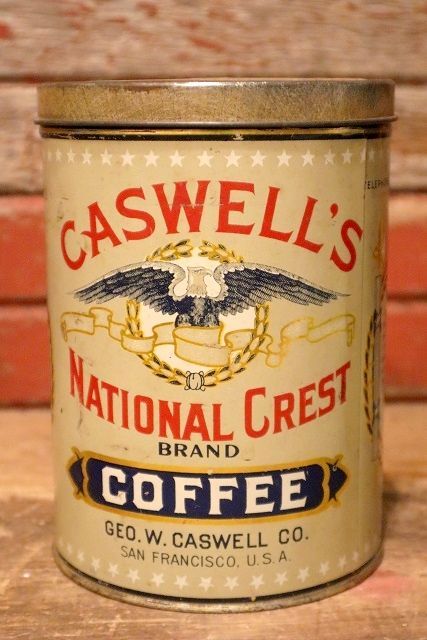 CASWELL'S
NATIONAL CREST
BRAND
COFFEE
GEO. W. CASWELL CO.
SAN FRANCISCO, U.S.A.